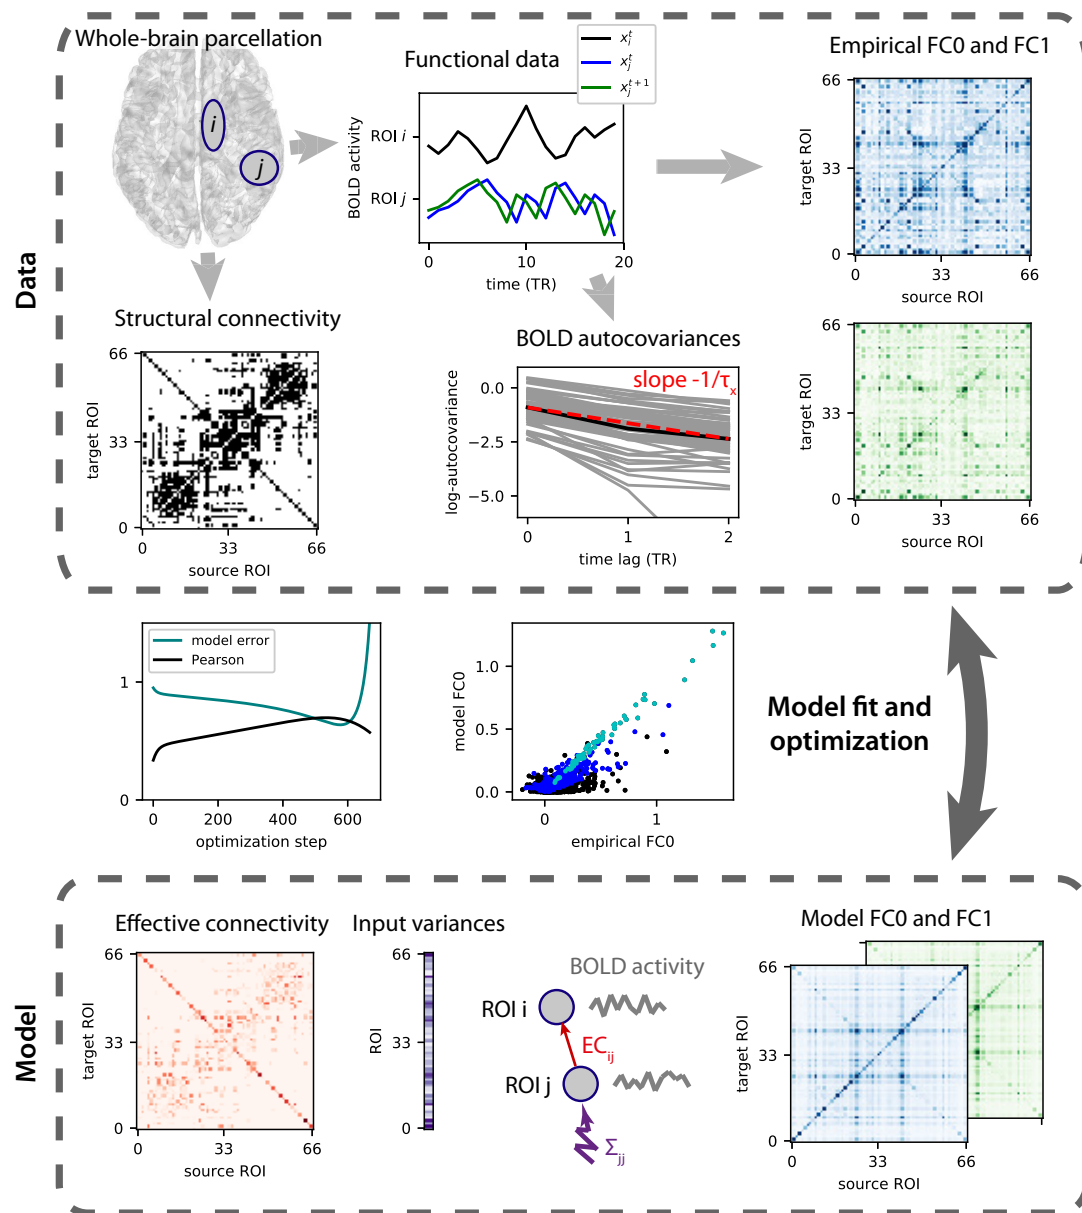 Data
Whole-brain parcellation
i
j
Functional data
x_i^t
x_j^t
x_j^{t+1}
BOLD activity
ROI i
ROI j
0
10
20
time (TR)
Empirical FC0 and FC1
target ROI
66
33
0
0
33
66
source ROI
target ROI
66
33
0
0
33
66
source ROI
Structural connectivity
target ROI
66
33
0
0
33
66
source ROI
BOLD autocovariances
slope -1/τ_x
log-autocovariance
0.0
−2.5
−5.0
0
1
2
time lag (TR)
model error
Pearson
1
0
0
200
400
600
optimization step
model FC0
1.0
0.5
0.0
0
1
empirical FC0
Model fit and
optimization
Model
Effective connectivity
target ROI
66
33
0
0
33
66
source ROI
Input variances
ROI
66
33
0
BOLD activity
ROI i
EC_ij
ROI j
Σ_jj
Model FC0 and FC1
target ROI
66
33
0
0
33
66
source ROI